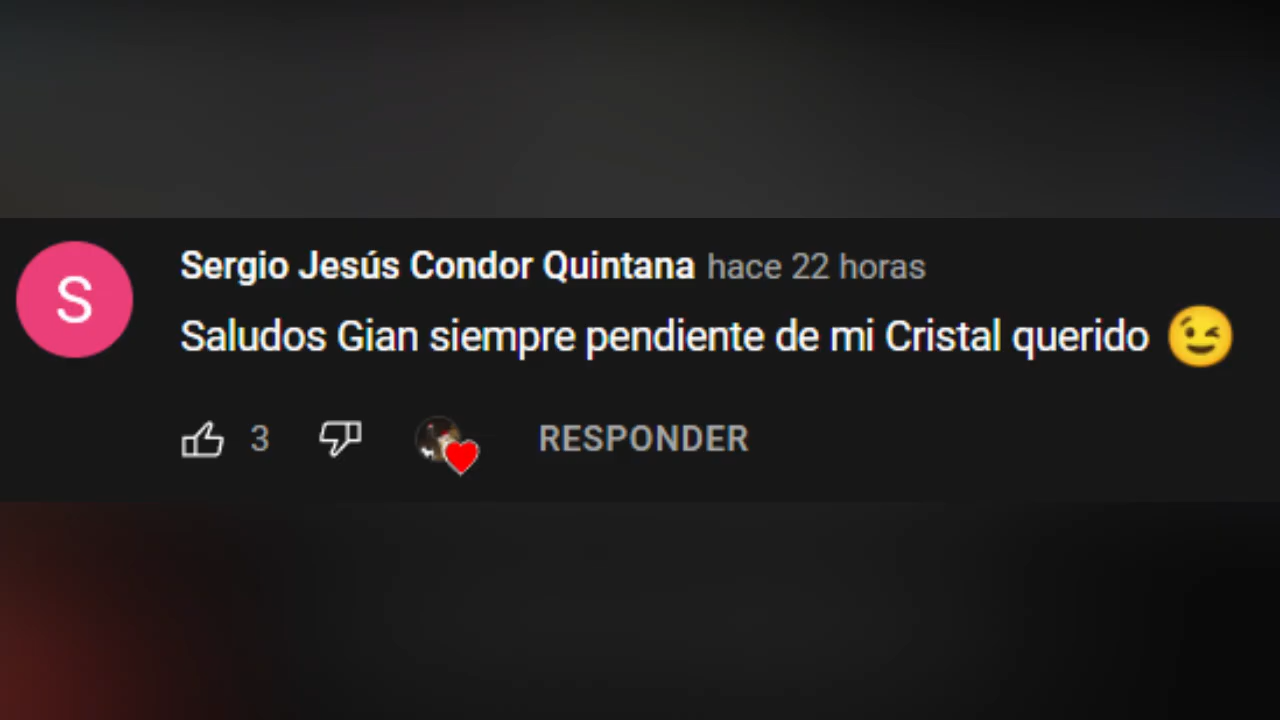 S
Sergio Jesús Condor Quintana hace 22 horas
Saludos Gian siempre pendiente de mi Cristal querido 😉
3 RESPONDER